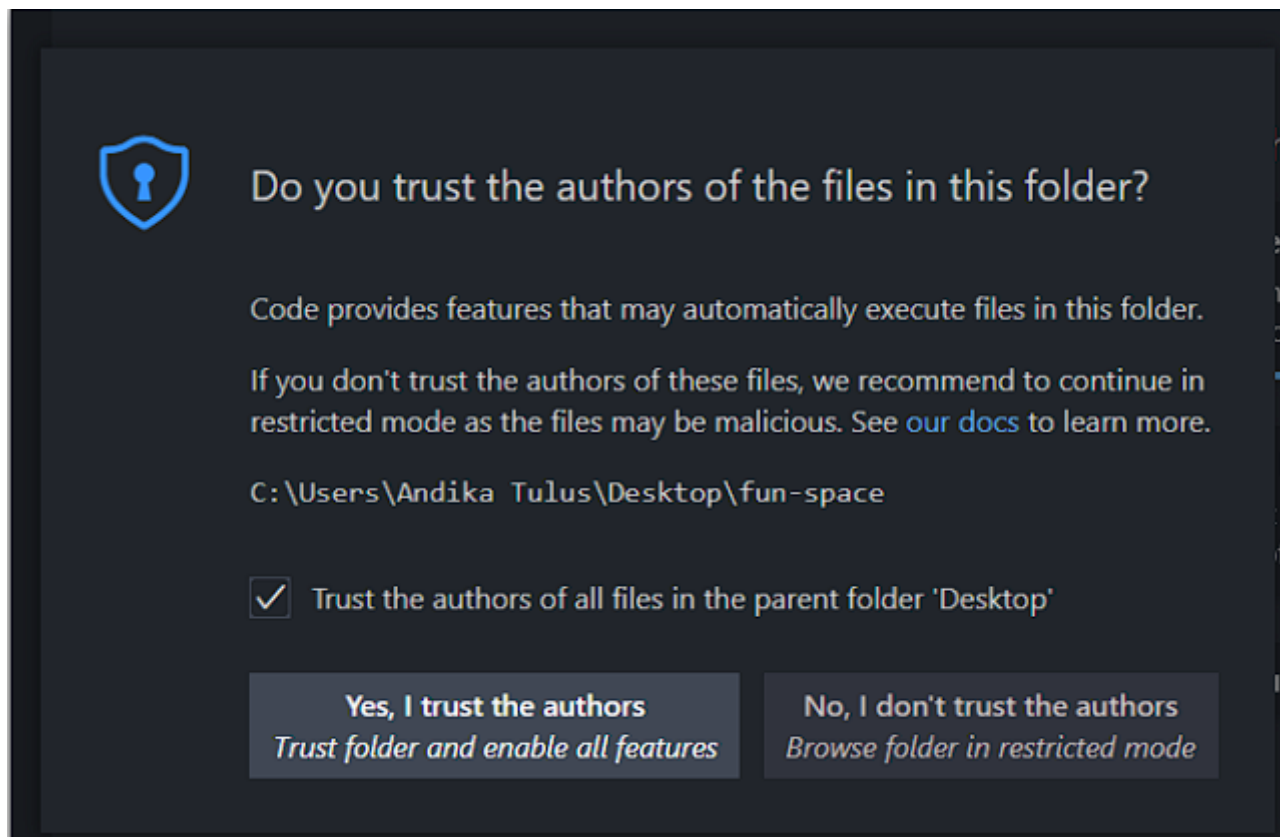 Do you trust the authors of the files in this folder?
Code provides features that may automatically execute files in this folder.
If you don't trust the authors of these files, we recommend to continue in
restricted mode as the files may be malicious. See our docs to learn more.
C:\Users\Andika Tulus\Desktop\fun-space
Trust the authors of all files in the parent folder 'Desktop'
Yes, I trust the authors
Trust folder and enable all features
No, I don't trust the authors
Browse folder in restricted mode